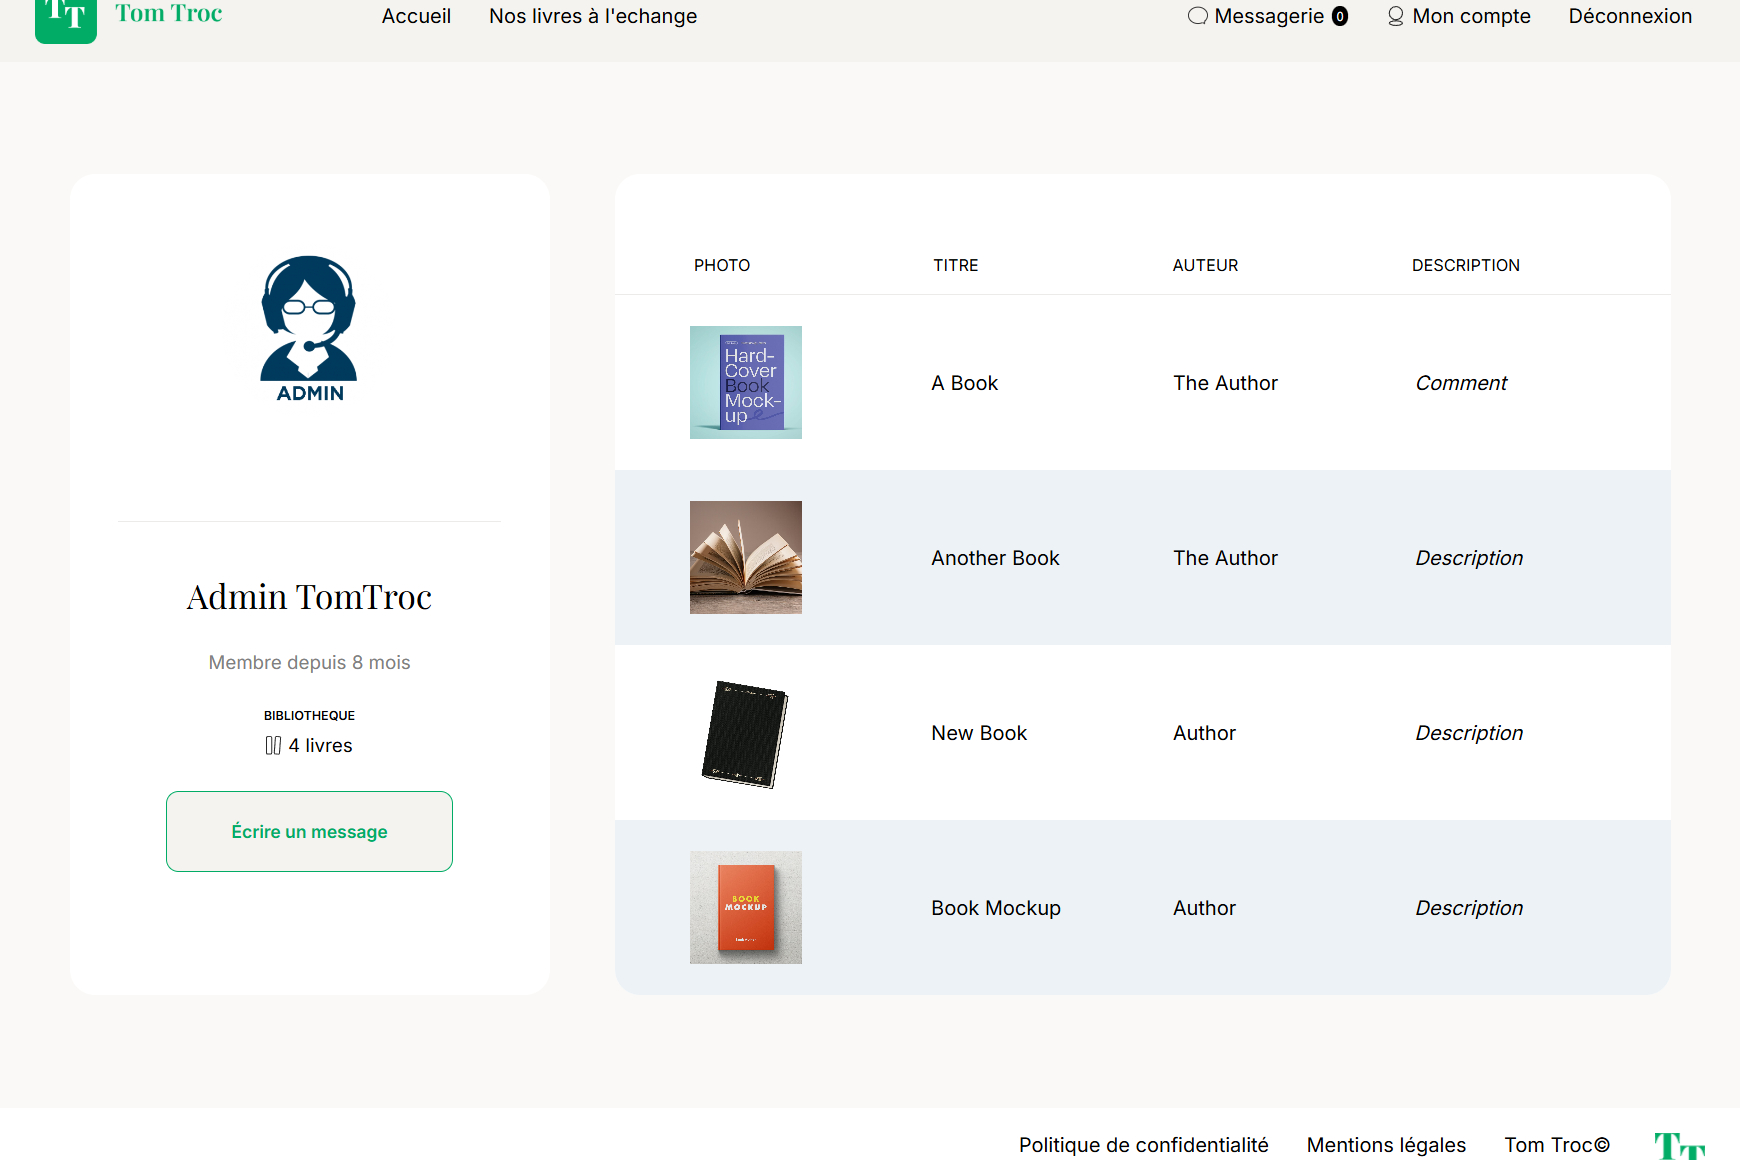 TT
Tom Troc
Accueil
Nos livres à l'echange
Messagerie 0
Mon compte
Déconnexion
ADMIN
Admin TomTroc
Membre depuis 8 mois
BIBLIOTHEQUE
4 livres
Écrire un message
PHOTO TITRE AUTEUR DESCRIPTION
Hard-
Cover
Book
Mock-
up
A Book The Author Comment
Another Book The Author Description
New Book Author Description
BOOK
MOCKUP
Book Mockup Author Description
Politique de confidentialité
Mentions légales
Tom Troc©
TT